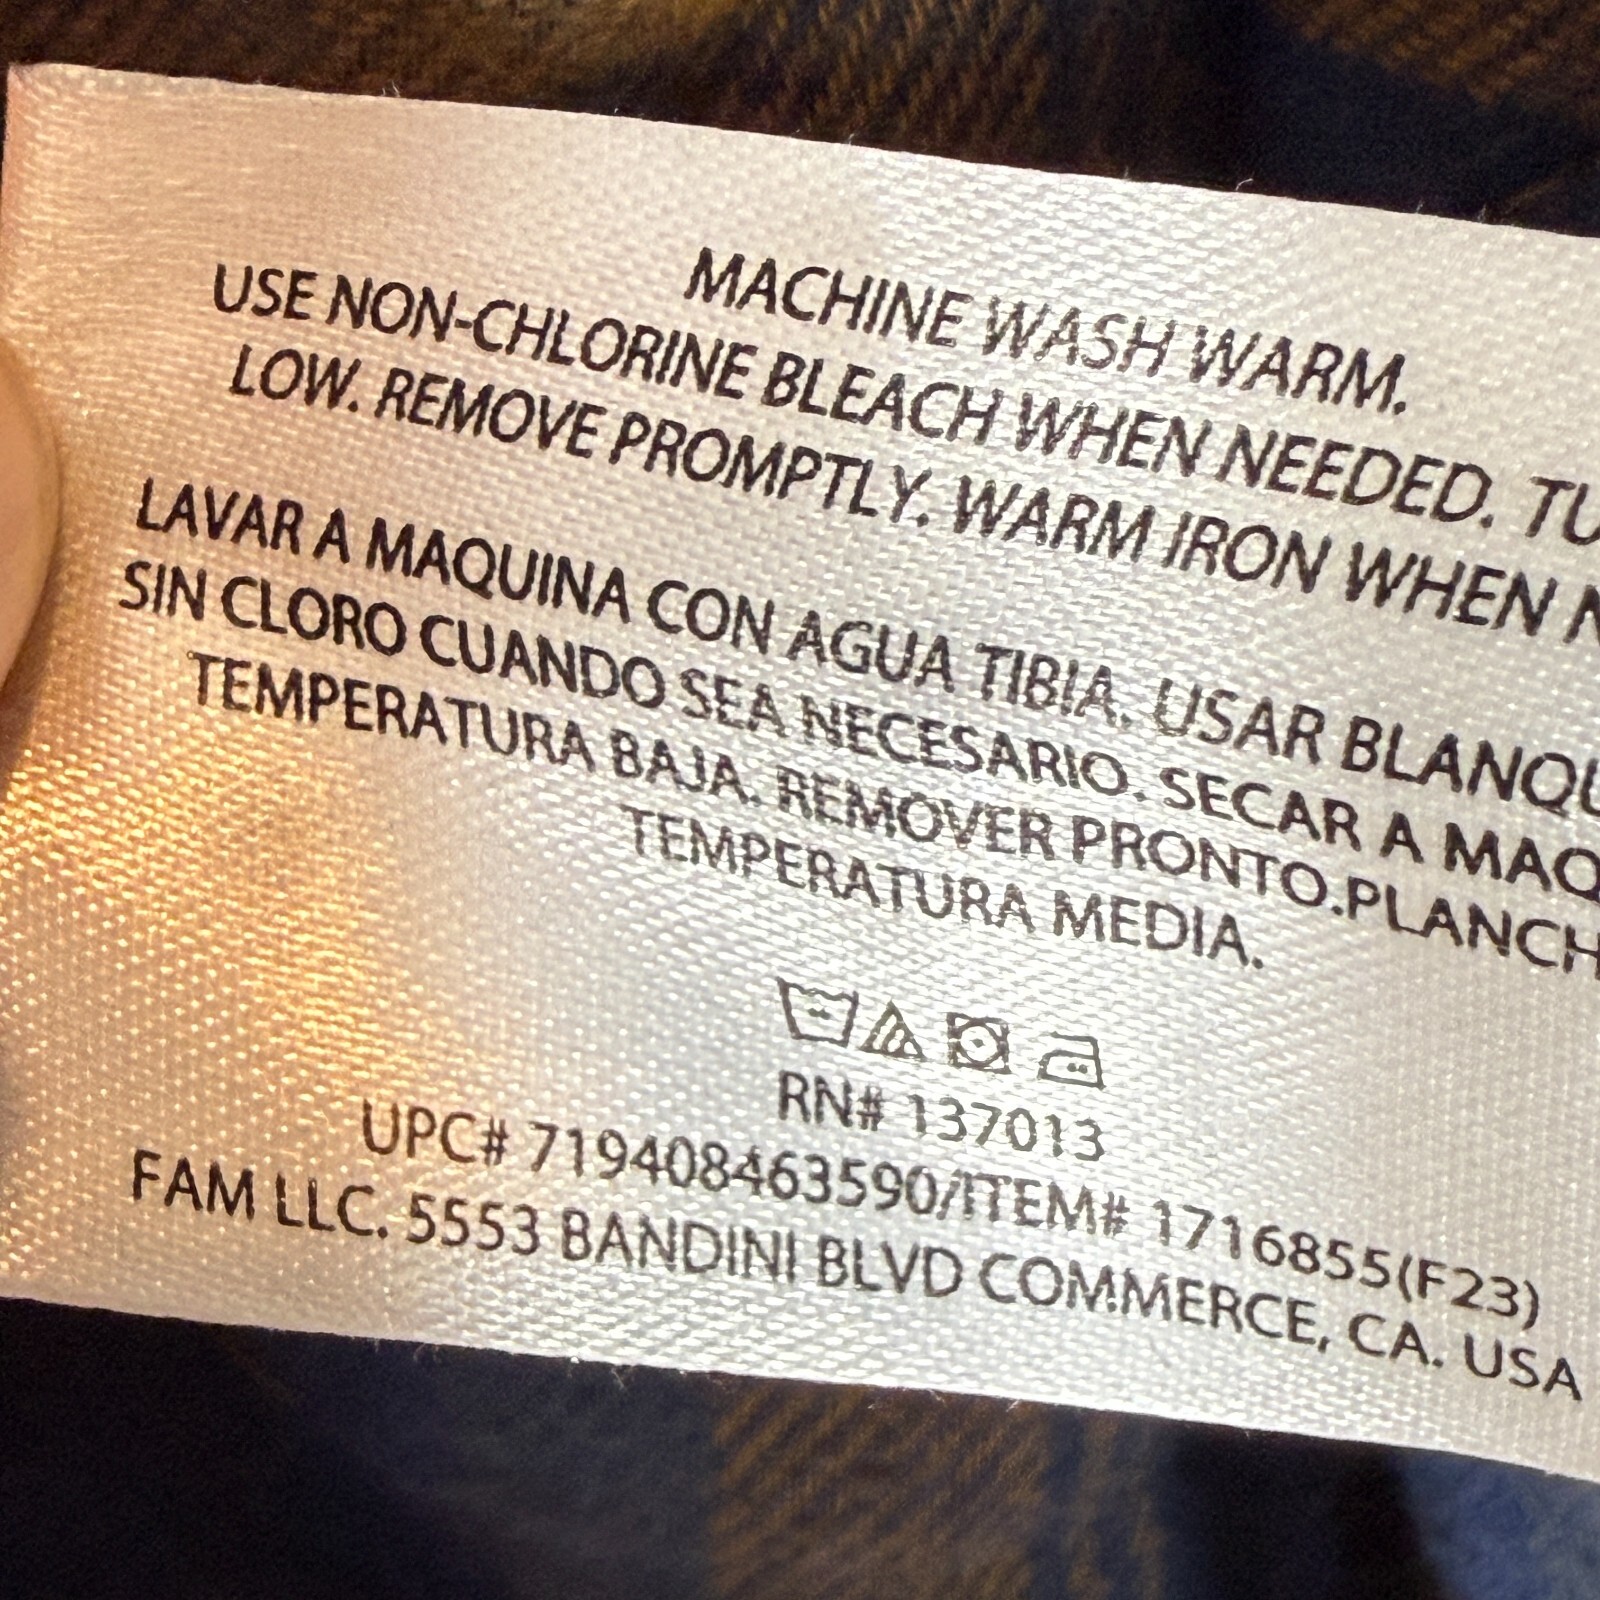 MACHINE WASH WARM.
USE NON-CHLORINE BLEACH WHEN NEEDED. TU
LOW. REMOVE PROMPTLY. WARM IRON WHEN N
LAVAR A MAQUINA CON AGUA TIBIA. USAR BLANQU
SIN CLORO CUANDO SEA NECESARIO. SECAR A MAQ
TEMPERATURA BAJA. REMOVER PRONTO.PLANCH
TEMPERATURA MEDIA.
RN# 137013
UPC# 719408463590/ITEM# 1716855(F23)
FAM LLC. 5553 BANDINI BLVD COMMERCE, CA. USA